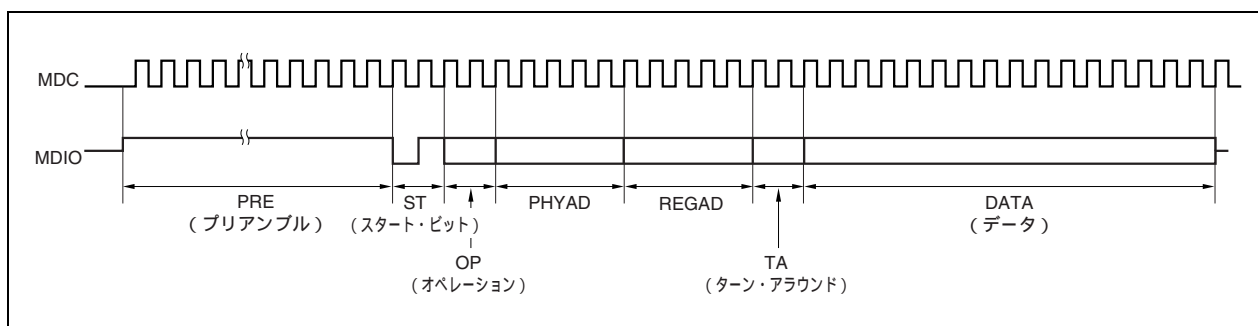 MDC
MDIO
PRE
(プリアンブル)
ST
(スタート・ビット)
OP
(オペレーション)
PHYAD
REGAD
TA
(ターン・アラウンド)
DATA
(データ)